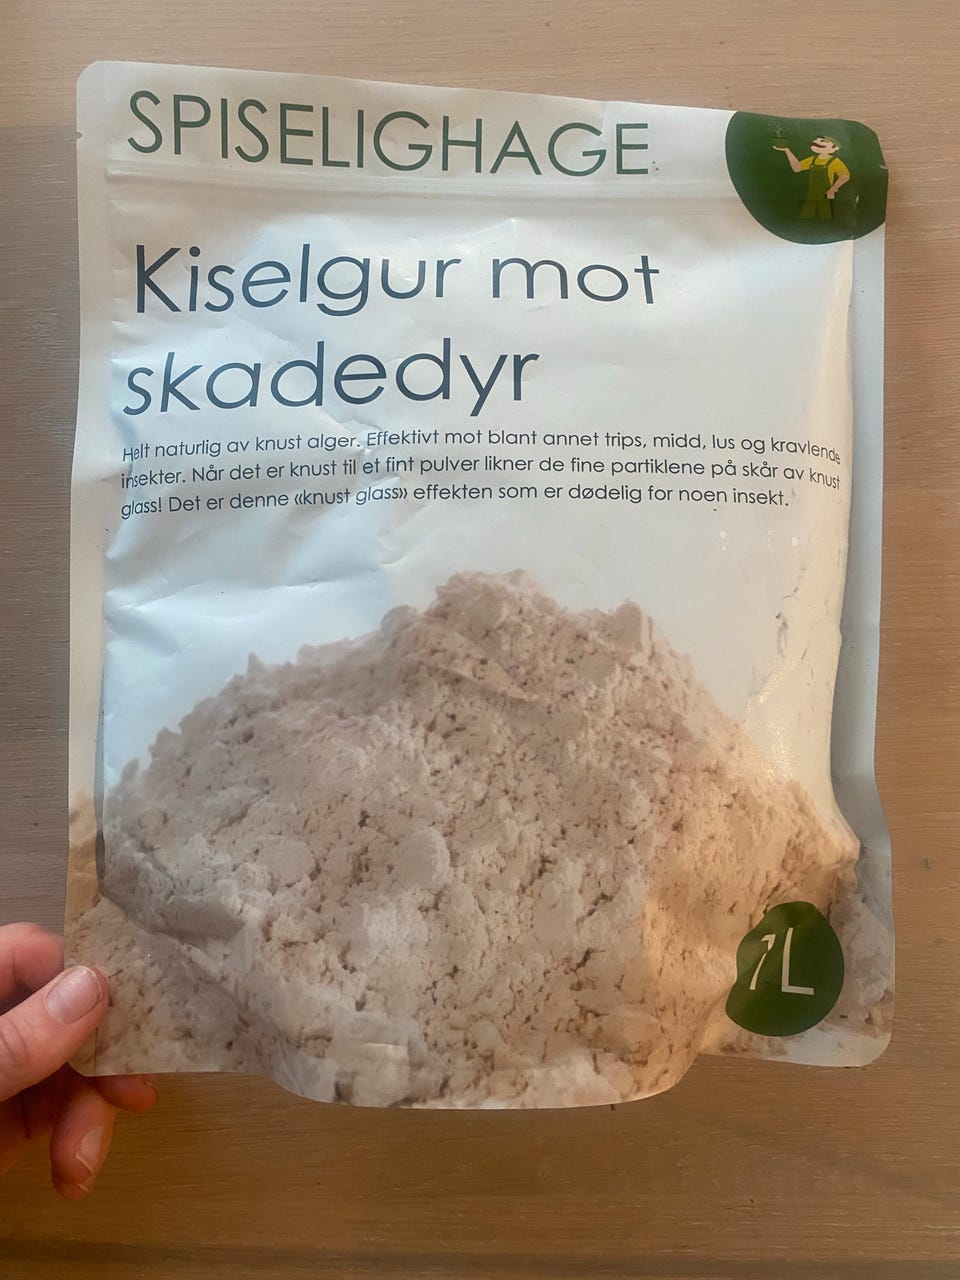 SPISELIGHAGE
Kiselgur mot
skadedyr
Helt naturlig av knust alger. Effektivt mot blant annet trips, midd, lus og kravlende
insekter. Når det er knust til et fint pulver likner de fine partiklene på skår av knust
glass! Det er denne «knust glass» effekten som er dødelig for noen insekt.
1L